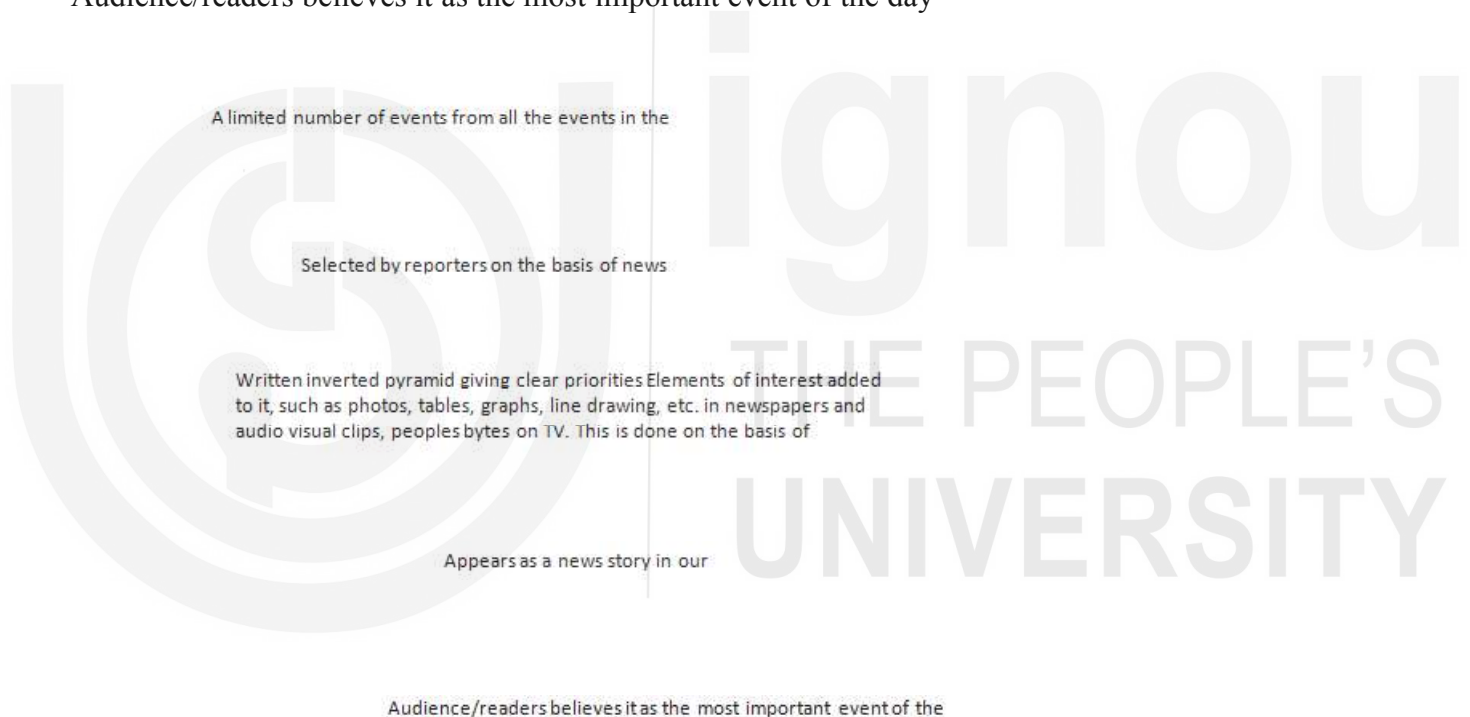 Audience/readers believes it as the most important event of the day
A limited number of events from all the events in the
Selected by reporters on the basis of news
Written inverted pyramid giving clear priorities Elements of interest added
to it, such as photos, tables, graphs, line drawing, etc. in newspapers and
audio visual clips, peoples bytes on TV. This is done on the basis of
Appears as a news story in our
Audience/readers believes it as the most important event of the
ignou
THE PEOPLE'S
UNIVERSITY